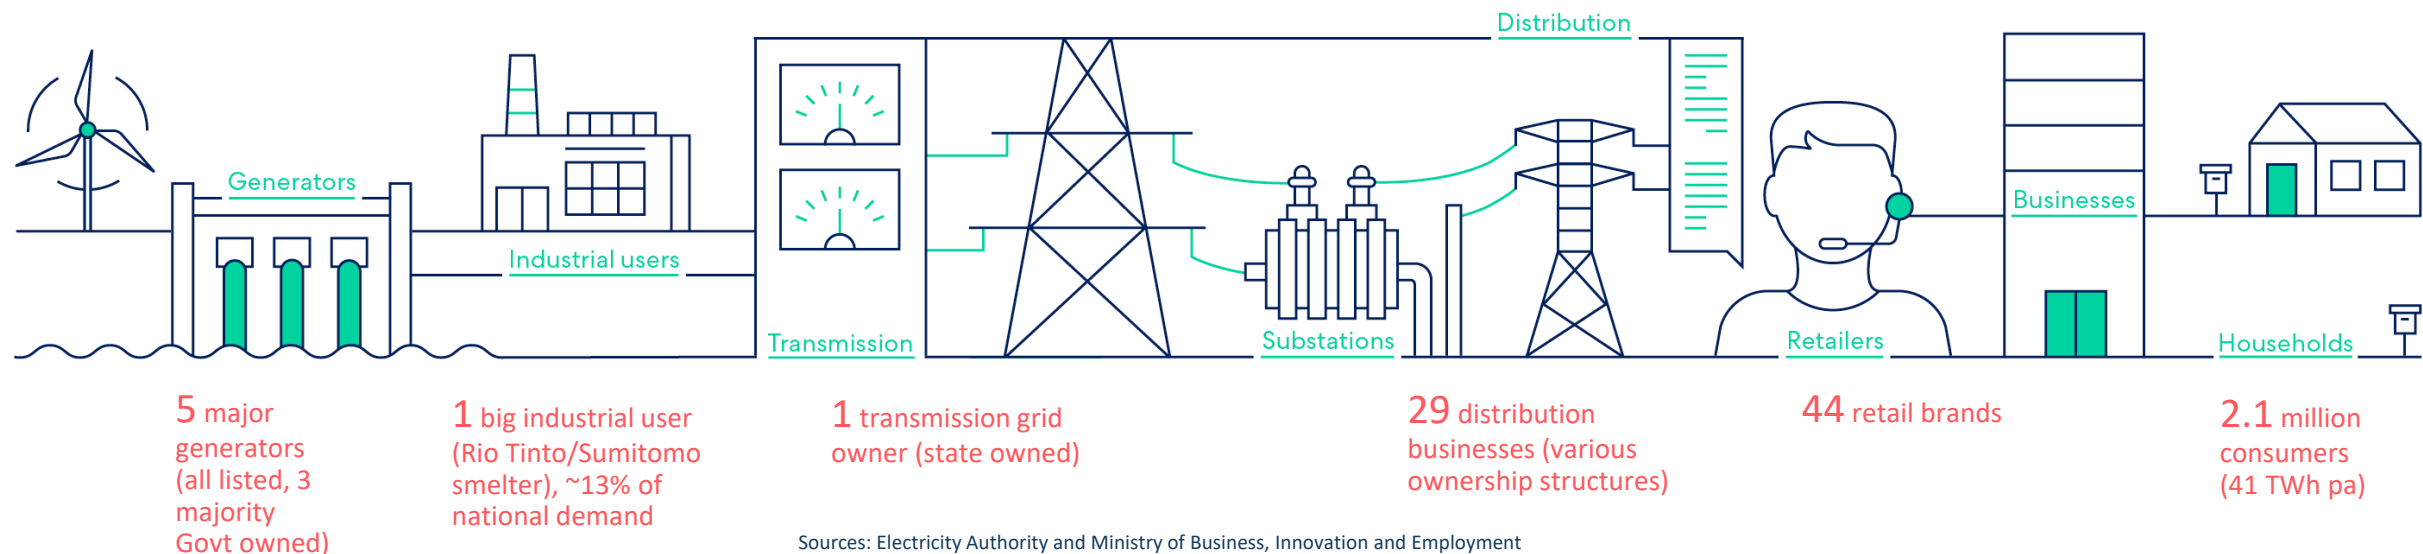 Distribution
Generators
Businesses
Industrial users
Transmission
Substations
Retailers
Households
5 major
generators
(all listed, 3
majority
Govt owned)
1 big industrial user
(Rio Tinto/Sumitomo
smelter), ~13% of
national demand
1 transmission grid
owner (state owned)
29 distribution
businesses (various
ownership structures)
44 retail brands
2.1 million
consumers
(41 TWh pa)
Sources: Electricity Authority and Ministry of Business, Innovation and Employment